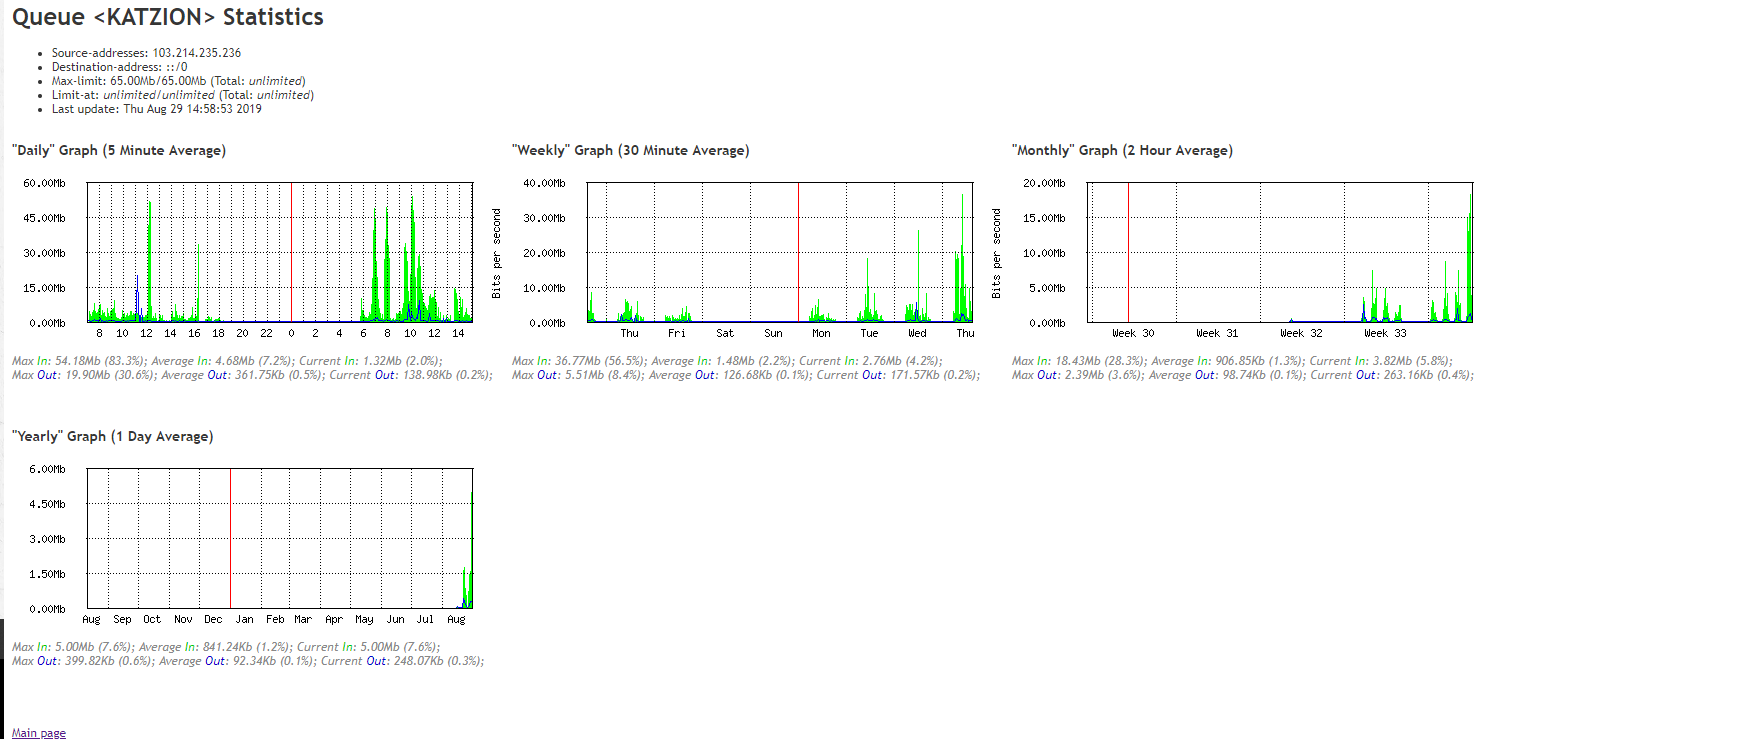 Queue <KATZION> Statistics
Source-addresses: 103.214.235.236
Destination-address: ::/0
Max-limit: 65.00Mb/65.00Mb (Total: unlimited)
Limit-at: unlimited/unlimited (Total: unlimited)
Last update: Thu Aug 29 14:58:53 2019
"Daily" Graph (5 Minute Average)
60.00Mb
45.00Mb
30.00Mb
15.00Mb
0.00Mb
8 10 12 14 16 18 20 22 0 2 4 6 8 10 12 14
Max In: 54.18Mb (83.3%); Average In: 4.68Mb (7.2%); Current In: 1.32Mb (2.0%);
Max Out: 19.90Mb (30.6%); Average Out: 361.75Kb (0.5%); Current Out: 138.98Kb (0.2%);
"Weekly" Graph (30 Minute Average)
Bits per second
40.00Mb
30.00Mb
20.00Mb
10.00Mb
0.00Mb
Thu Fri Sat Sun Mon Tue Wed Thu
Max In: 36.77Mb (56.5%); Average In: 1.48Mb (2.2%); Current In: 2.76Mb (4.2%);
Max Out: 5.51Mb (8.4%); Average Out: 126.68Kb (0.1%); Current Out: 171.57Kb (0.2%);
"Monthly" Graph (2 Hour Average)
Bits per second
20.00Mb
15.00Mb
10.00Mb
5.00Mb
0.00Mb
Week 30 Week 31 Week 32 Week 33
Max In: 18.43Mb (28.3%); Average In: 906.85Kb (1.3%); Current In: 3.82Mb (5.8%);
Max Out: 2.39Mb (3.6%); Average Out: 98.74Kb (0.1%); Current Out: 263.16Kb (0.4%);
"Yearly" Graph (1 Day Average)
6.00Mb
4.50Mb
3.00Mb
1.50Mb
0.00Mb
Aug Sep Oct Nov Dec Jan Feb Mar Apr May Jun Jul Aug
Max In: 5.00Mb (7.6%); Average In: 841.24Kb (1.2%); Current In: 5.00Mb (7.6%);
Max Out: 399.82Kb (0.6%); Average Out: 92.34Kb (0.1%); Current Out: 248.07Kb (0.3%);
Main page